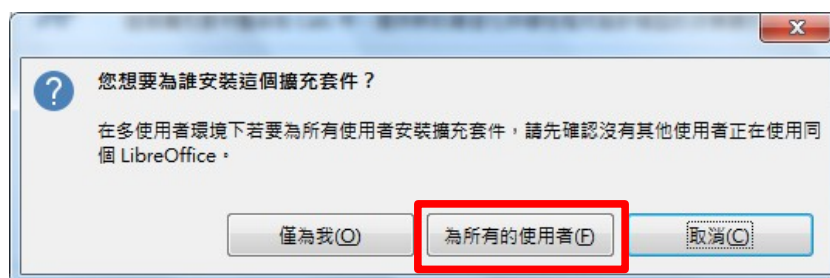 X
您想要為誰安裝這個擴充套件？
在多使用者環境下若要為所有使用者安裝擴充套件，請先確認沒有其他使用者正在使用同
個 LibreOffice。
僅為我(O)
為所有的使用者(F)
取消(C)